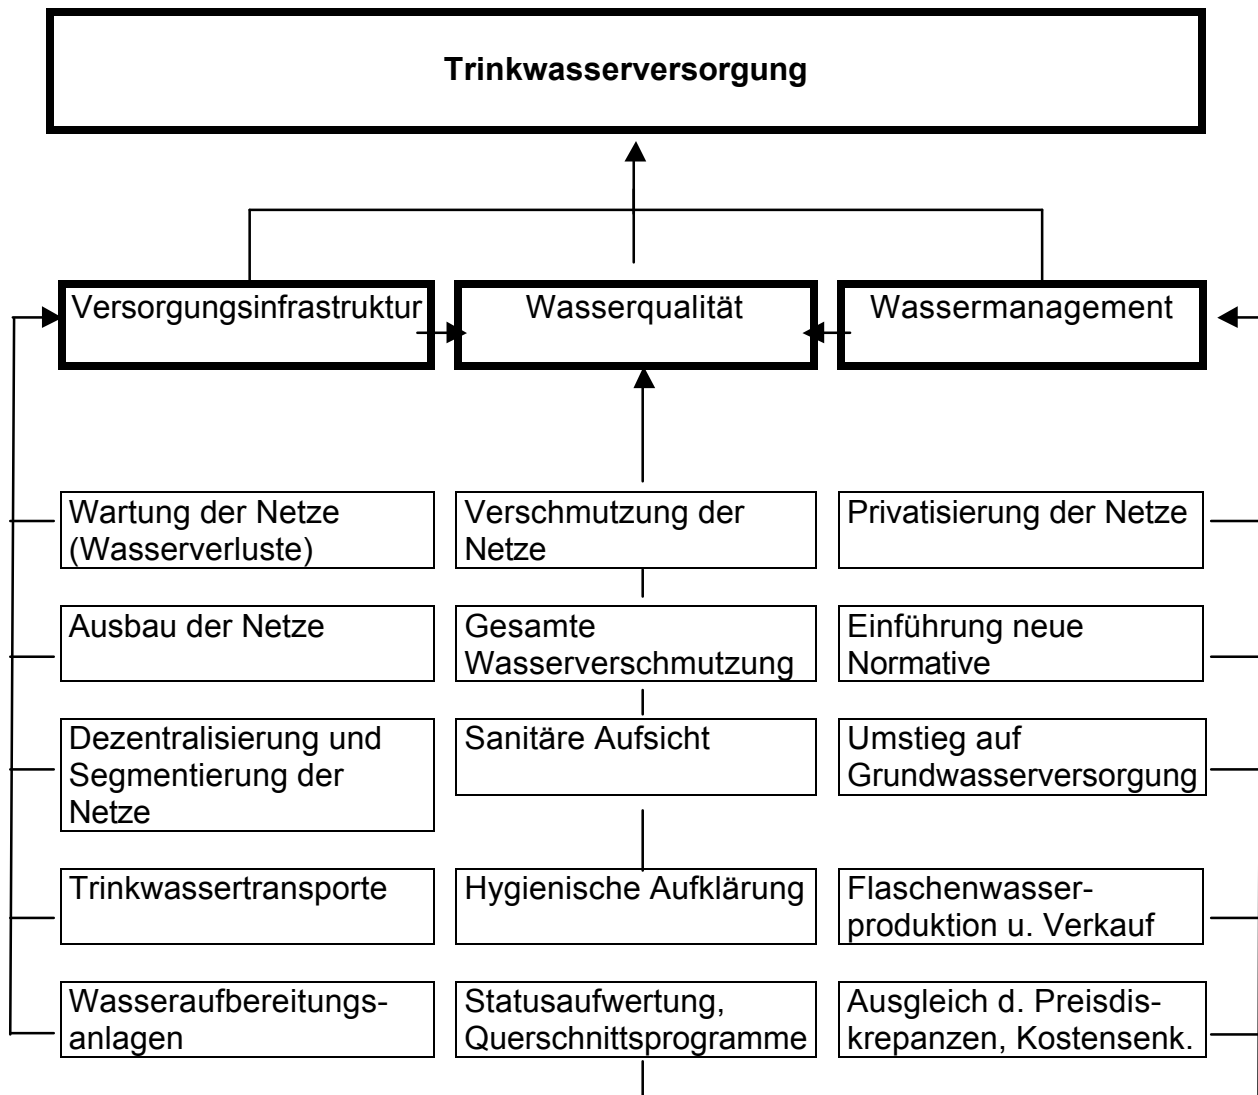 Trinkwasserversorgung
Versorgungsinfrastruktur
Wasserqualität
Wassermanagement
Wartung der Netze
(Wasserverluste)
Verschmutzung der
Netze
Privatisierung der Netze
Ausbau der Netze
Gesamte
Wasserverschmutzung
Einführung neue
Normative
Dezentralisierung und
Segmentierung der
Netze
Sanitäre Aufsicht
Umstieg auf
Grundwasserversorgung
Trinkwassertransporte
Hygienische Aufklärung
Flaschenwasser-
produktion u. Verkauf
Wasseraufbereitungs-
anlagen
Statusaufwertung,
Querschnittsprogramme
Ausgleich d. Preisdis-
krepanzen, Kostensenk.